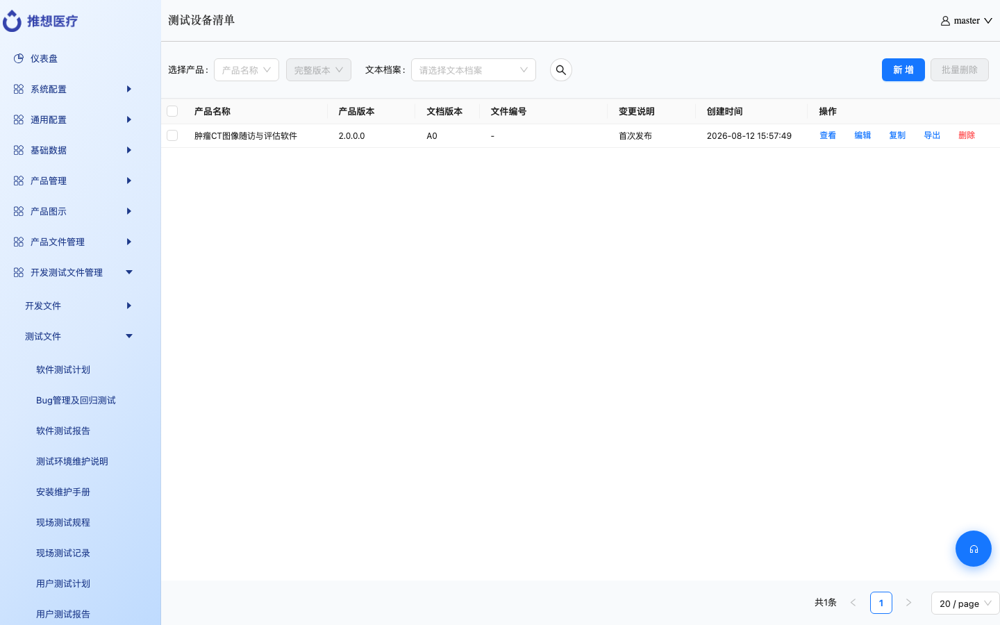 推想医疗
测试设备清单
master
仪表盘
系统配置
通用配置
基础数据
产品管理
产品图示
产品文件管理
开发测试文件管理
开发文件
测试文件
软件测试计划
Bug管理及回归测试
软件测试报告
测试环境维护说明
安装维护手册
现场测试规程
现场测试记录
用户测试计划
用户测试报告
选择产品： 产品名称 完整版本 文本档案： 请选择文本档案 新 增 批量删除
产品名称 产品版本 文档版本 文件编号 变更说明 创建时间 操作
肿瘤CT图像随访与评估软件 2.0.0.0 A0 - 首次发布 2026-08-12 15:57:49 查看 编辑 复制 导出 删除
共1条 1 20 / page